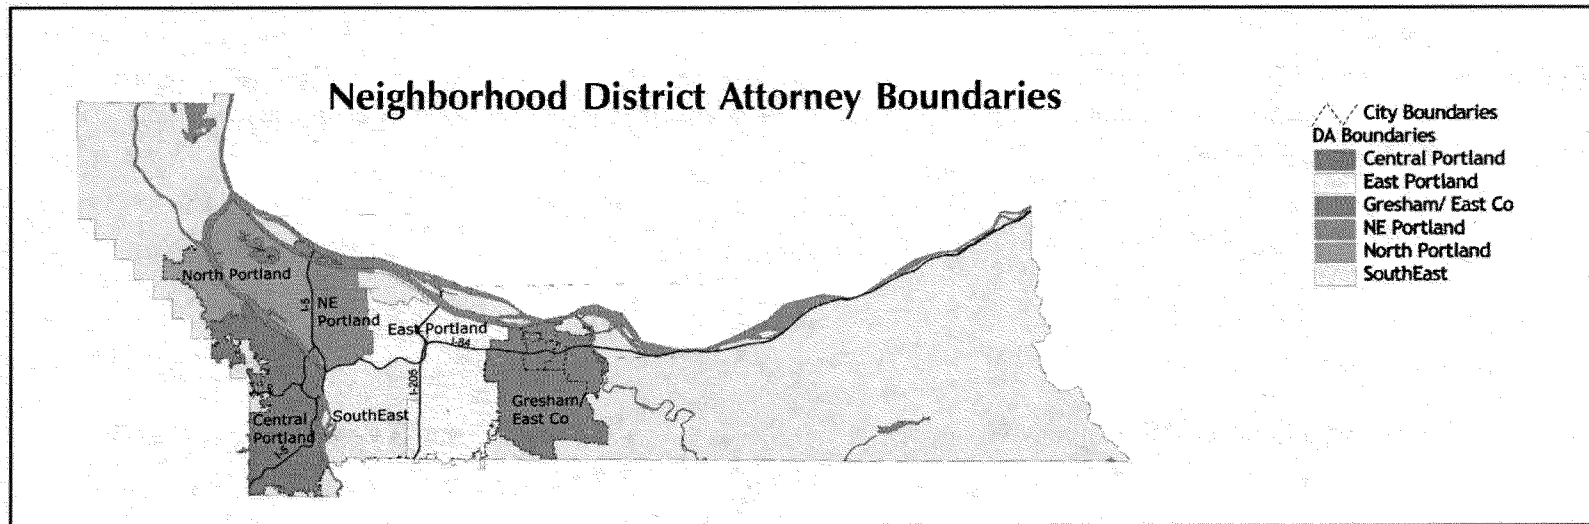 Neighborhood District Attorney Boundaries
City Boundaries
DA Boundaries
Central Portland
East Portland
Gresham/ East Co
NE Portland
North Portland
SouthEast
North Portland
I-5
NE
Portland
East Portland
I-84
I-205
Gresham/
East Co
SouthEast
Central
Portland
I-5